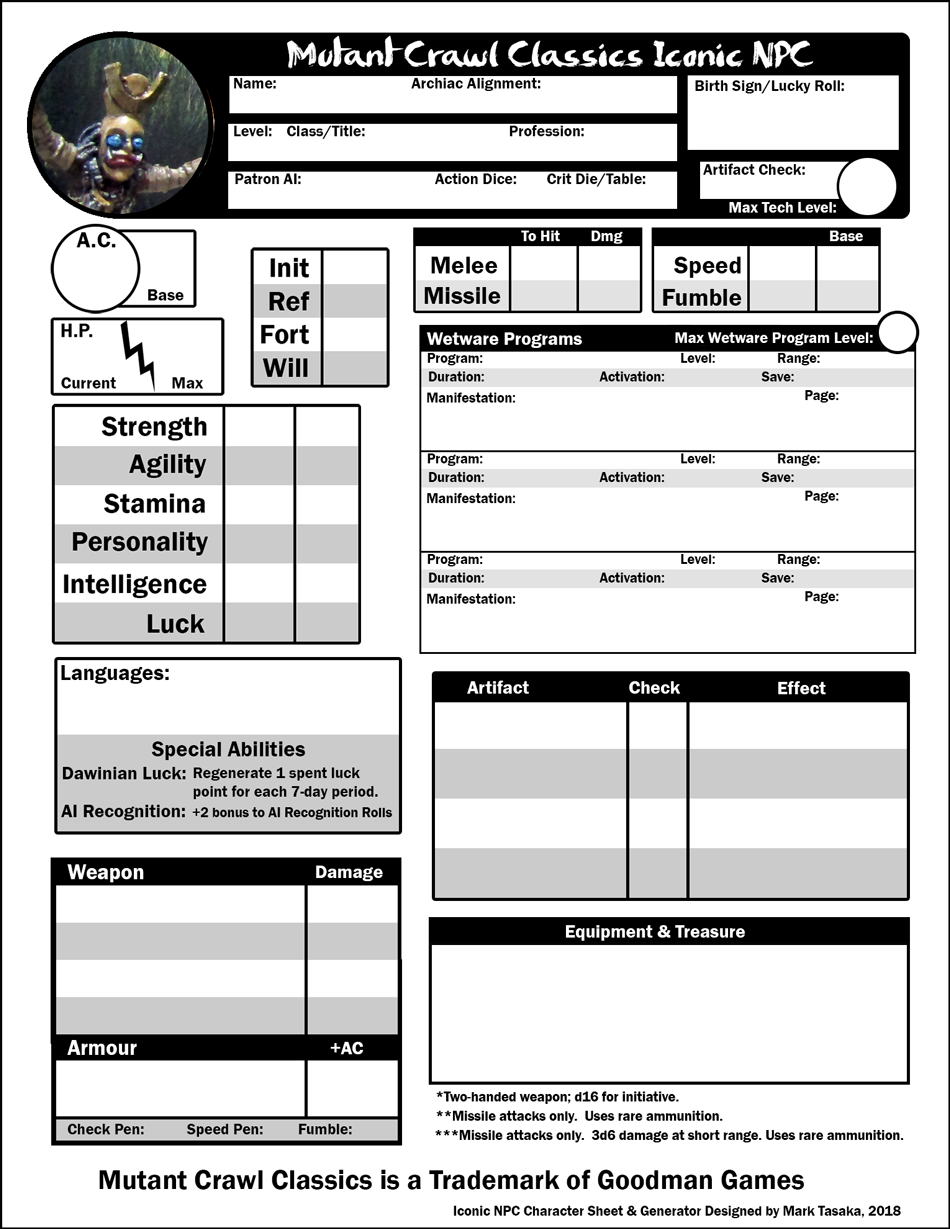 Mutant Crawl Classics Iconic NPC
Name: Archiac Alignment:
Birth Sign/Lucky Roll:
Level: Class/Title: Profession:
Patron AI: Action Dice: Crit Die/Table:
Artifact Check:
Max Tech Level:
A.C.
Base
H.P.
Current Max
Init
Ref
Fort
Will
To Hit Dmg
Melee
Missile
Base
Speed
Fumble
Strength
Agility
Stamina
Personality
Intelligence
Luck
Wetware Programs Max Wetware Program Level:
Program: Level: Range:
Duration: Activation: Save:
Manifestation: Page:
Program: Level: Range:
Duration: Activation: Save:
Manifestation: Page:
Program: Level: Range:
Duration: Activation: Save:
Manifestation: Page:
Languages:
Special Abilities
Dawinian Luck: Regenerate 1 spent luck
point for each 7-day period.
AI Recognition: +2 bonus to AI Recognition Rolls
Artifact Check Effect
Weapon Damage
Armour +AC
Check Pen: Speed Pen: Fumble:
Equipment & Treasure
*Two-handed weapon; d16 for initiative.
**Missile attacks only. Uses rare ammunition.
***Missile attacks only. 3d6 damage at short range. Uses rare ammunition.
Mutant Crawl Classics is a Trademark of Goodman Games
Iconic NPC Character Sheet & Generator Designed by Mark Tasaka, 2018